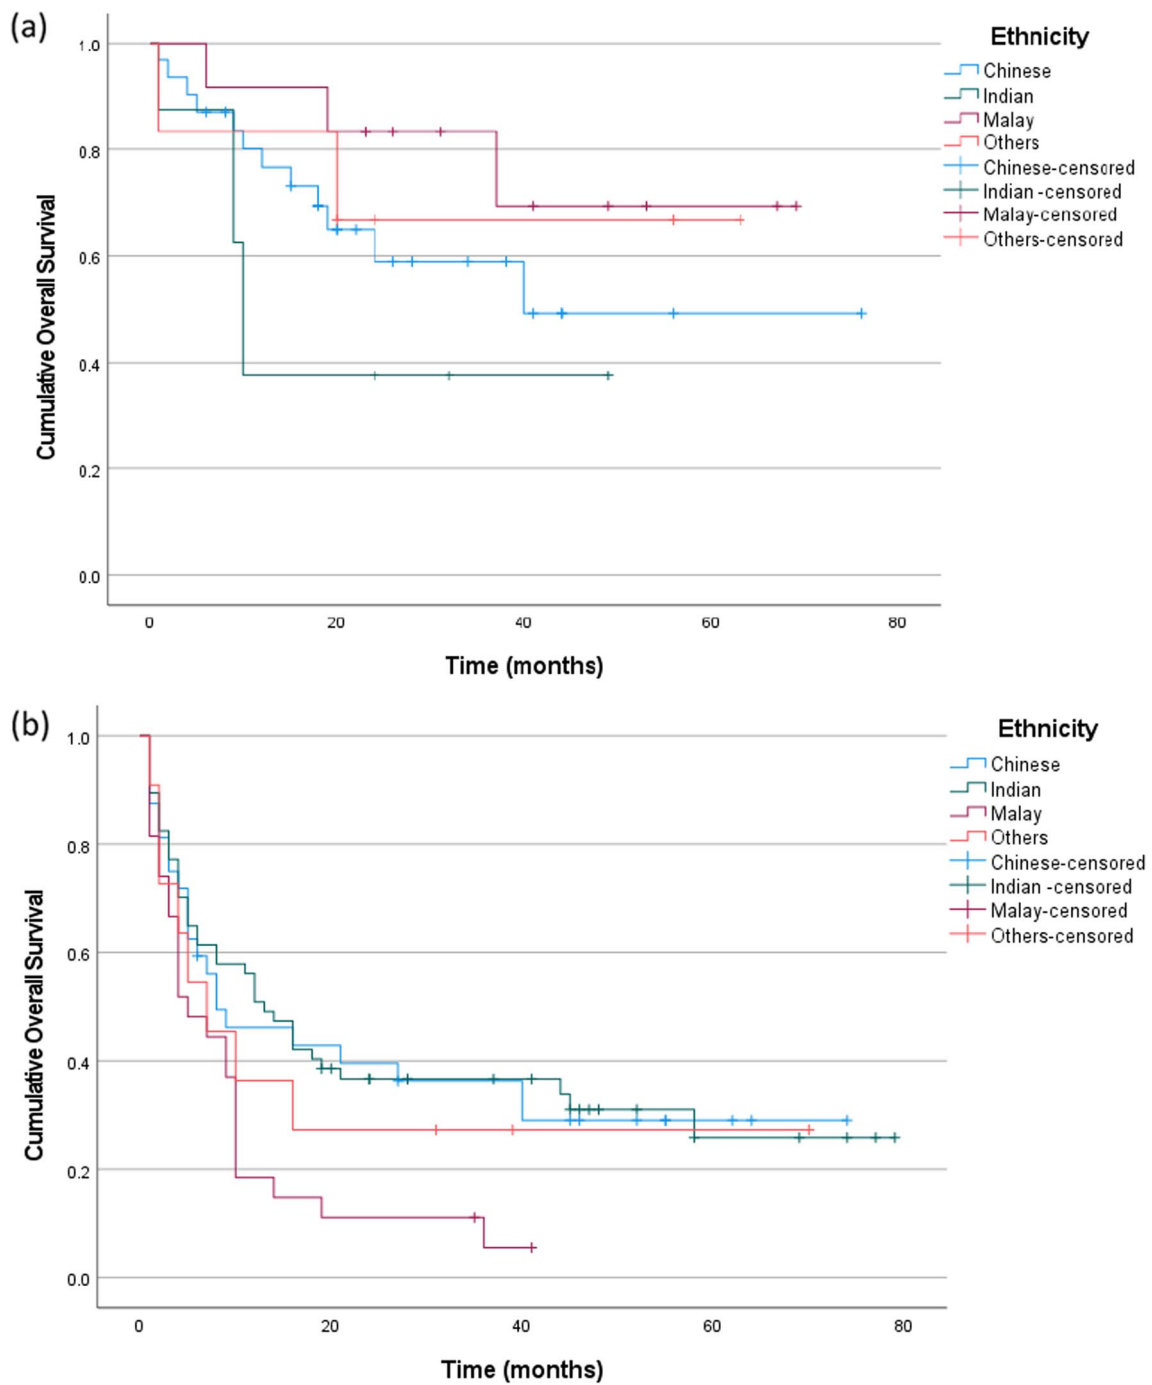 (a)
Ethnicity
Chinese
Indian
Malay
Others
Chinese-censored
Indian -censored
Malay-censored
Others-censored
Cumulative Overall Survival
1.0
0.8
0.6
0.4
0.2
0.0
0 20 40 60 80
Time (months)
(b)
Ethnicity
Chinese
Indian
Malay
Others
Chinese-censored
Indian -censored
Malay-censored
Others-censored
Cumulative Overall Survival
1.0
0.8
0.6
0.4
0.2
0.0
0 20 40 60 80
Time (months)